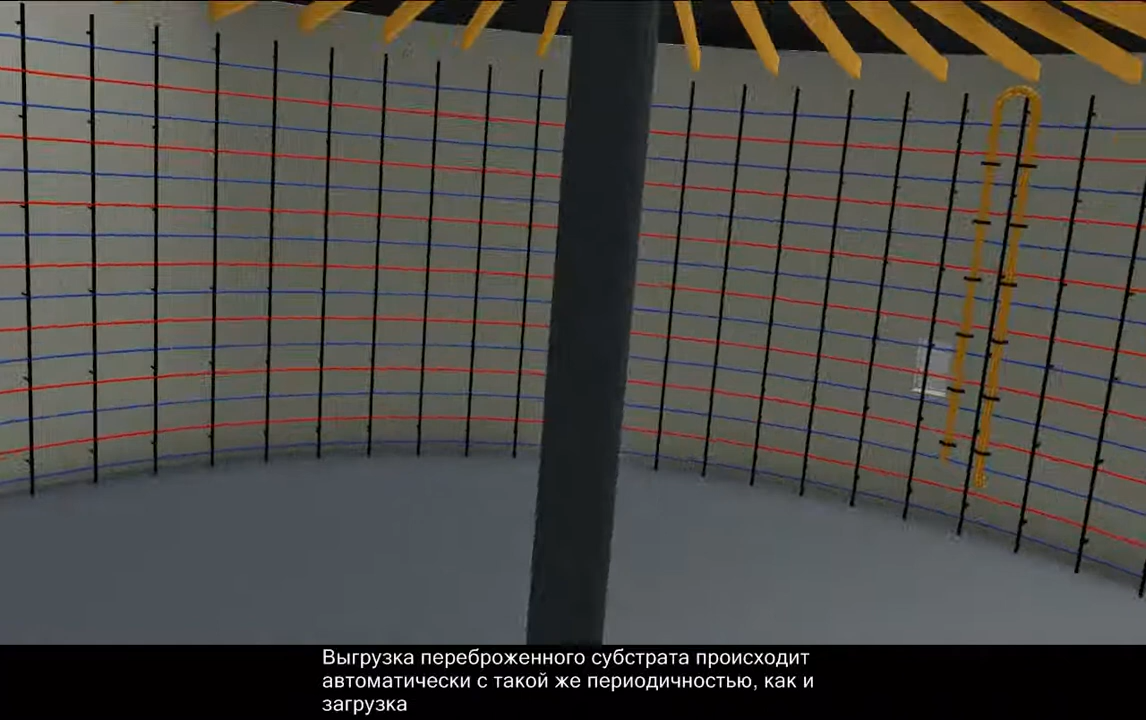 Выгрузка переброженного субстрата происходит
автоматически с такой же периодичностью, как и
загрузка